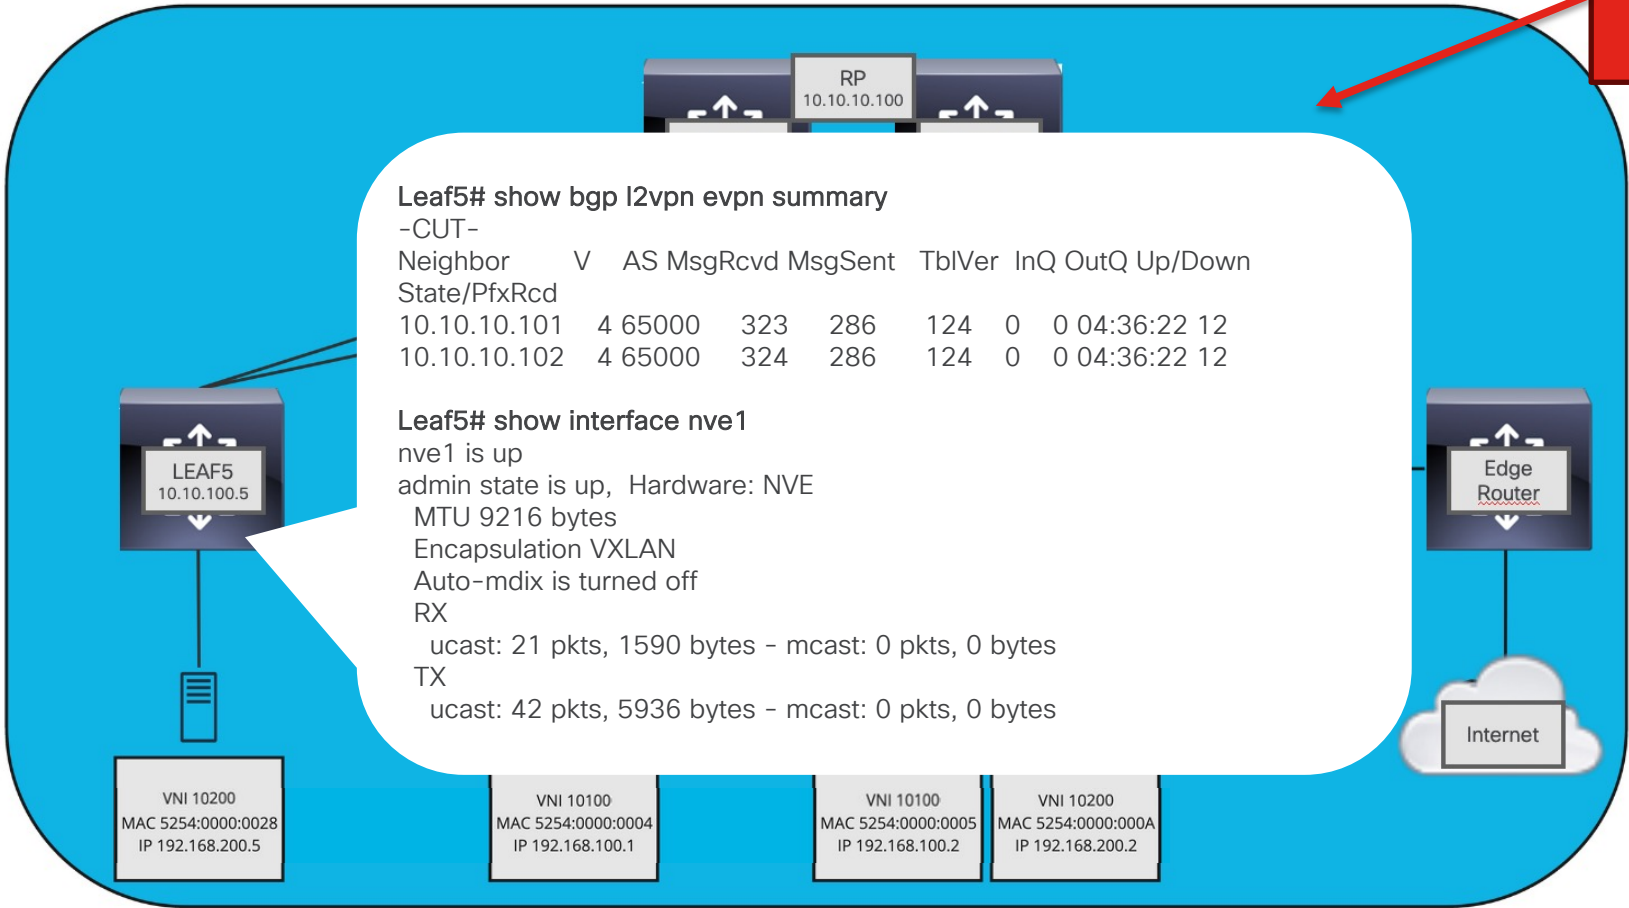 RP
10.10.10.100
Leaf5# show bgp l2vpn evpn summary
-CUT-
Neighbor V AS MsgRcvd MsgSent TblVer InQ OutQ Up/Down
State/PfxRcd
10.10.10.101 4 65000 323 286 124 0 0 04:36:22 12
10.10.10.102 4 65000 324 286 124 0 0 04:36:22 12
Leaf5# show interface nve1
nve1 is up
admin state is up, Hardware: NVE
MTU 9216 bytes
Encapsulation VXLAN
Auto-mdix is turned off
RX
ucast: 21 pkts, 1590 bytes - mcast: 0 pkts, 0 bytes
TX
ucast: 42 pkts, 5936 bytes - mcast: 0 pkts, 0 bytes
LEAF5
10.10.100.5
Edge
Router
Internet
VNI 10200
MAC 5254:0000:0028
IP 192.168.200.5
VNI 10100
MAC 5254:0000:0004
IP 192.168.100.1
VNI 10100
MAC 5254:0000:0005
IP 192.168.100.2
VNI 10200
MAC 5254:0000:000A
IP 192.168.200.2